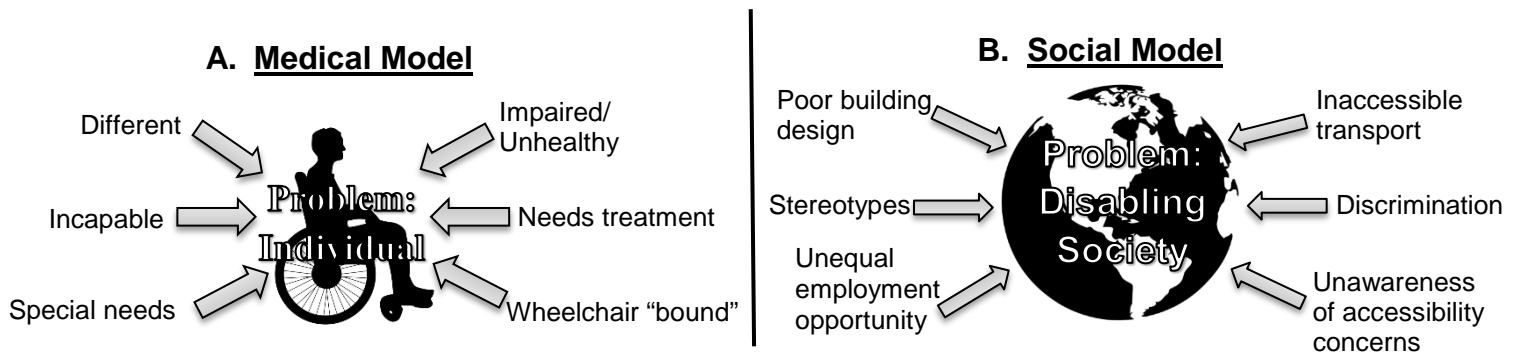 A. Medical Model
Different
Impaired/
Unhealthy
Problem:
Individual
Incapable
Needs treatment
Special needs
Wheelchair “bound”
B. Social Model
Poor building
design
Inaccessible
transport
Problem:
Disabling
Society
Stereotypes
Discrimination
Unequal
employment
opportunity
Unawareness
of accessibility
concerns